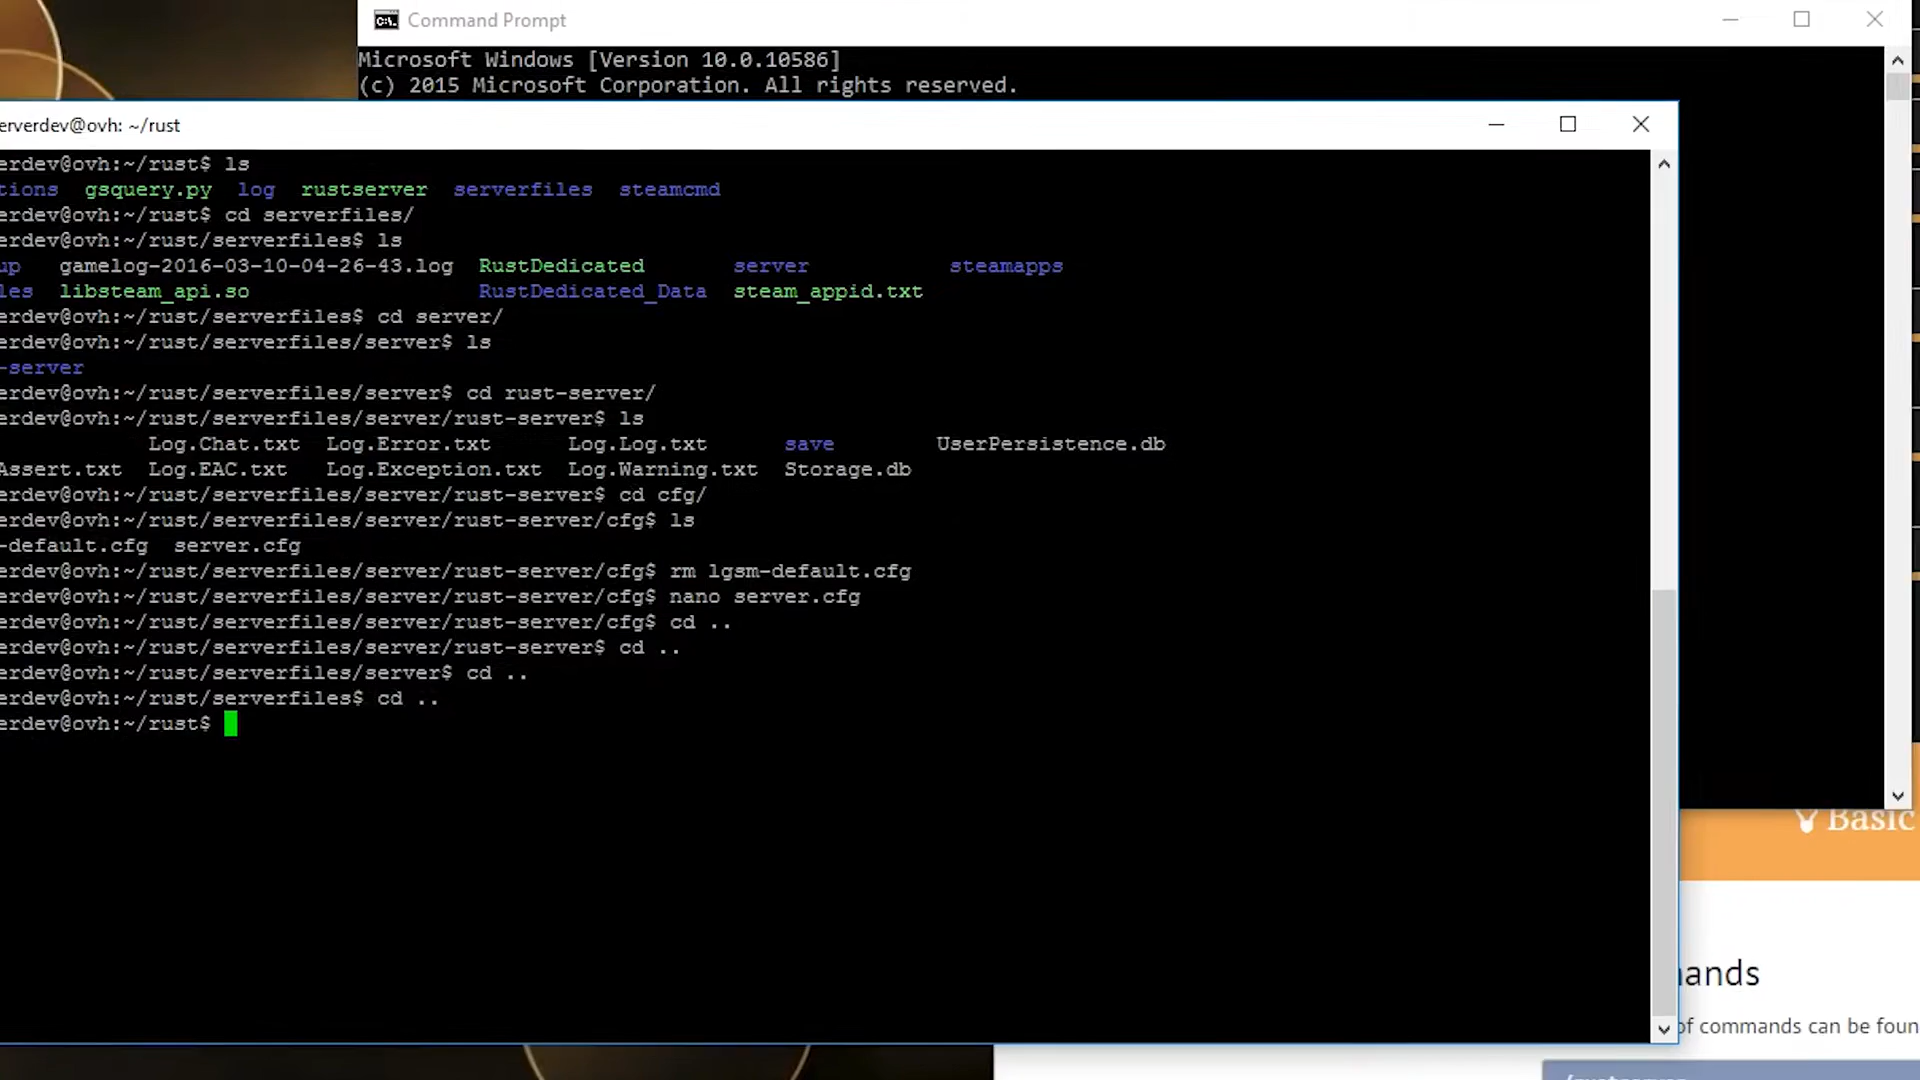 Command Prompt
Microsoft Windows [Version 10.0.10586]
(c) 2015 Microsoft Corporation. All rights reserved.
erverdev@ovh: ~/rust
erdev@ovh:~/rust$ ls
tions gsquery.py log rustserver serverfiles steamcmd
erdev@ovh:~/rust$ cd serverfiles/
erdev@ovh:~/rust/serverfiles$ ls
up gamelog-2016-03-10-04-26-43.log RustDedicated server steamapps
les libsteam_api.so RustDedicated_Data steam_appid.txt
erdev@ovh:~/rust/serverfiles$ cd server/
erdev@ovh:~/rust/serverfiles/server$ ls
-server
erdev@ovh:~/rust/serverfiles/server$ cd rust-server/
erdev@ovh:~/rust/serverfiles/server/rust-server$ ls
Log.Chat.txt Log.Error.txt Log.Log.txt save UserPersistence.db
Assert.txt Log.EAC.txt Log.Exception.txt Log.Warning.txt Storage.db
erdev@ovh:~/rust/serverfiles/server/rust-server$ cd cfg/
erdev@ovh:~/rust/serverfiles/server/rust-server/cfg$ ls
-default.cfg server.cfg
erdev@ovh:~/rust/serverfiles/server/rust-server/cfg$ rm lgsm-default.cfg
erdev@ovh:~/rust/serverfiles/server/rust-server/cfg$ nano server.cfg
erdev@ovh:~/rust/serverfiles/server/rust-server/cfg$ cd ..
erdev@ovh:~/rust/serverfiles/server/rust-server$ cd ..
erdev@ovh:~/rust/serverfiles/server$ cd ..
erdev@ovh:~/rust/serverfiles$ cd ..
erdev@ovh:~/rust$
Basic
ands
of commands can be foun